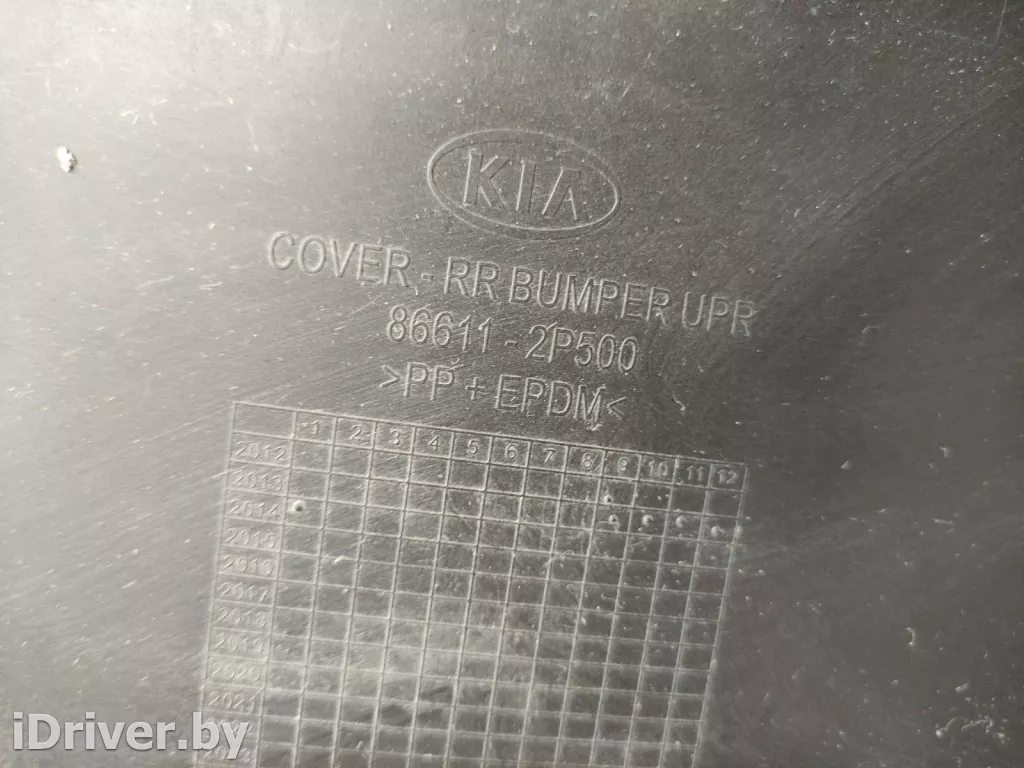 KIA
COVER - RR BUMPER UPR
86611 - 2P500
>PP + EPDM<
1 2 3 4 5 6 7 8 9 10 11 12
2012
2013
2014
2015
2016
2017
2018
2019
2020
2021
iDriver.by